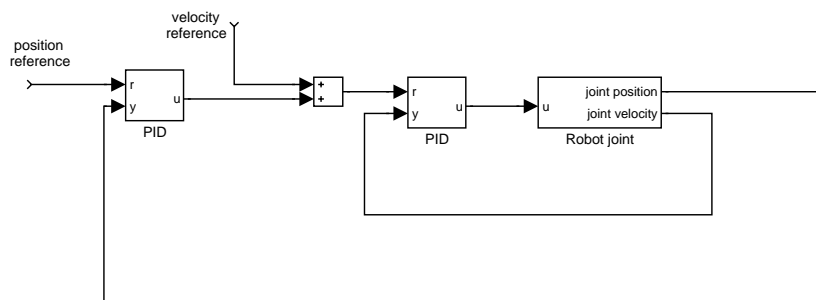 velocity
reference
position
reference
r
y
u
PID
+
+
r
y
u
PID
u
joint position
joint velocity
Robot joint